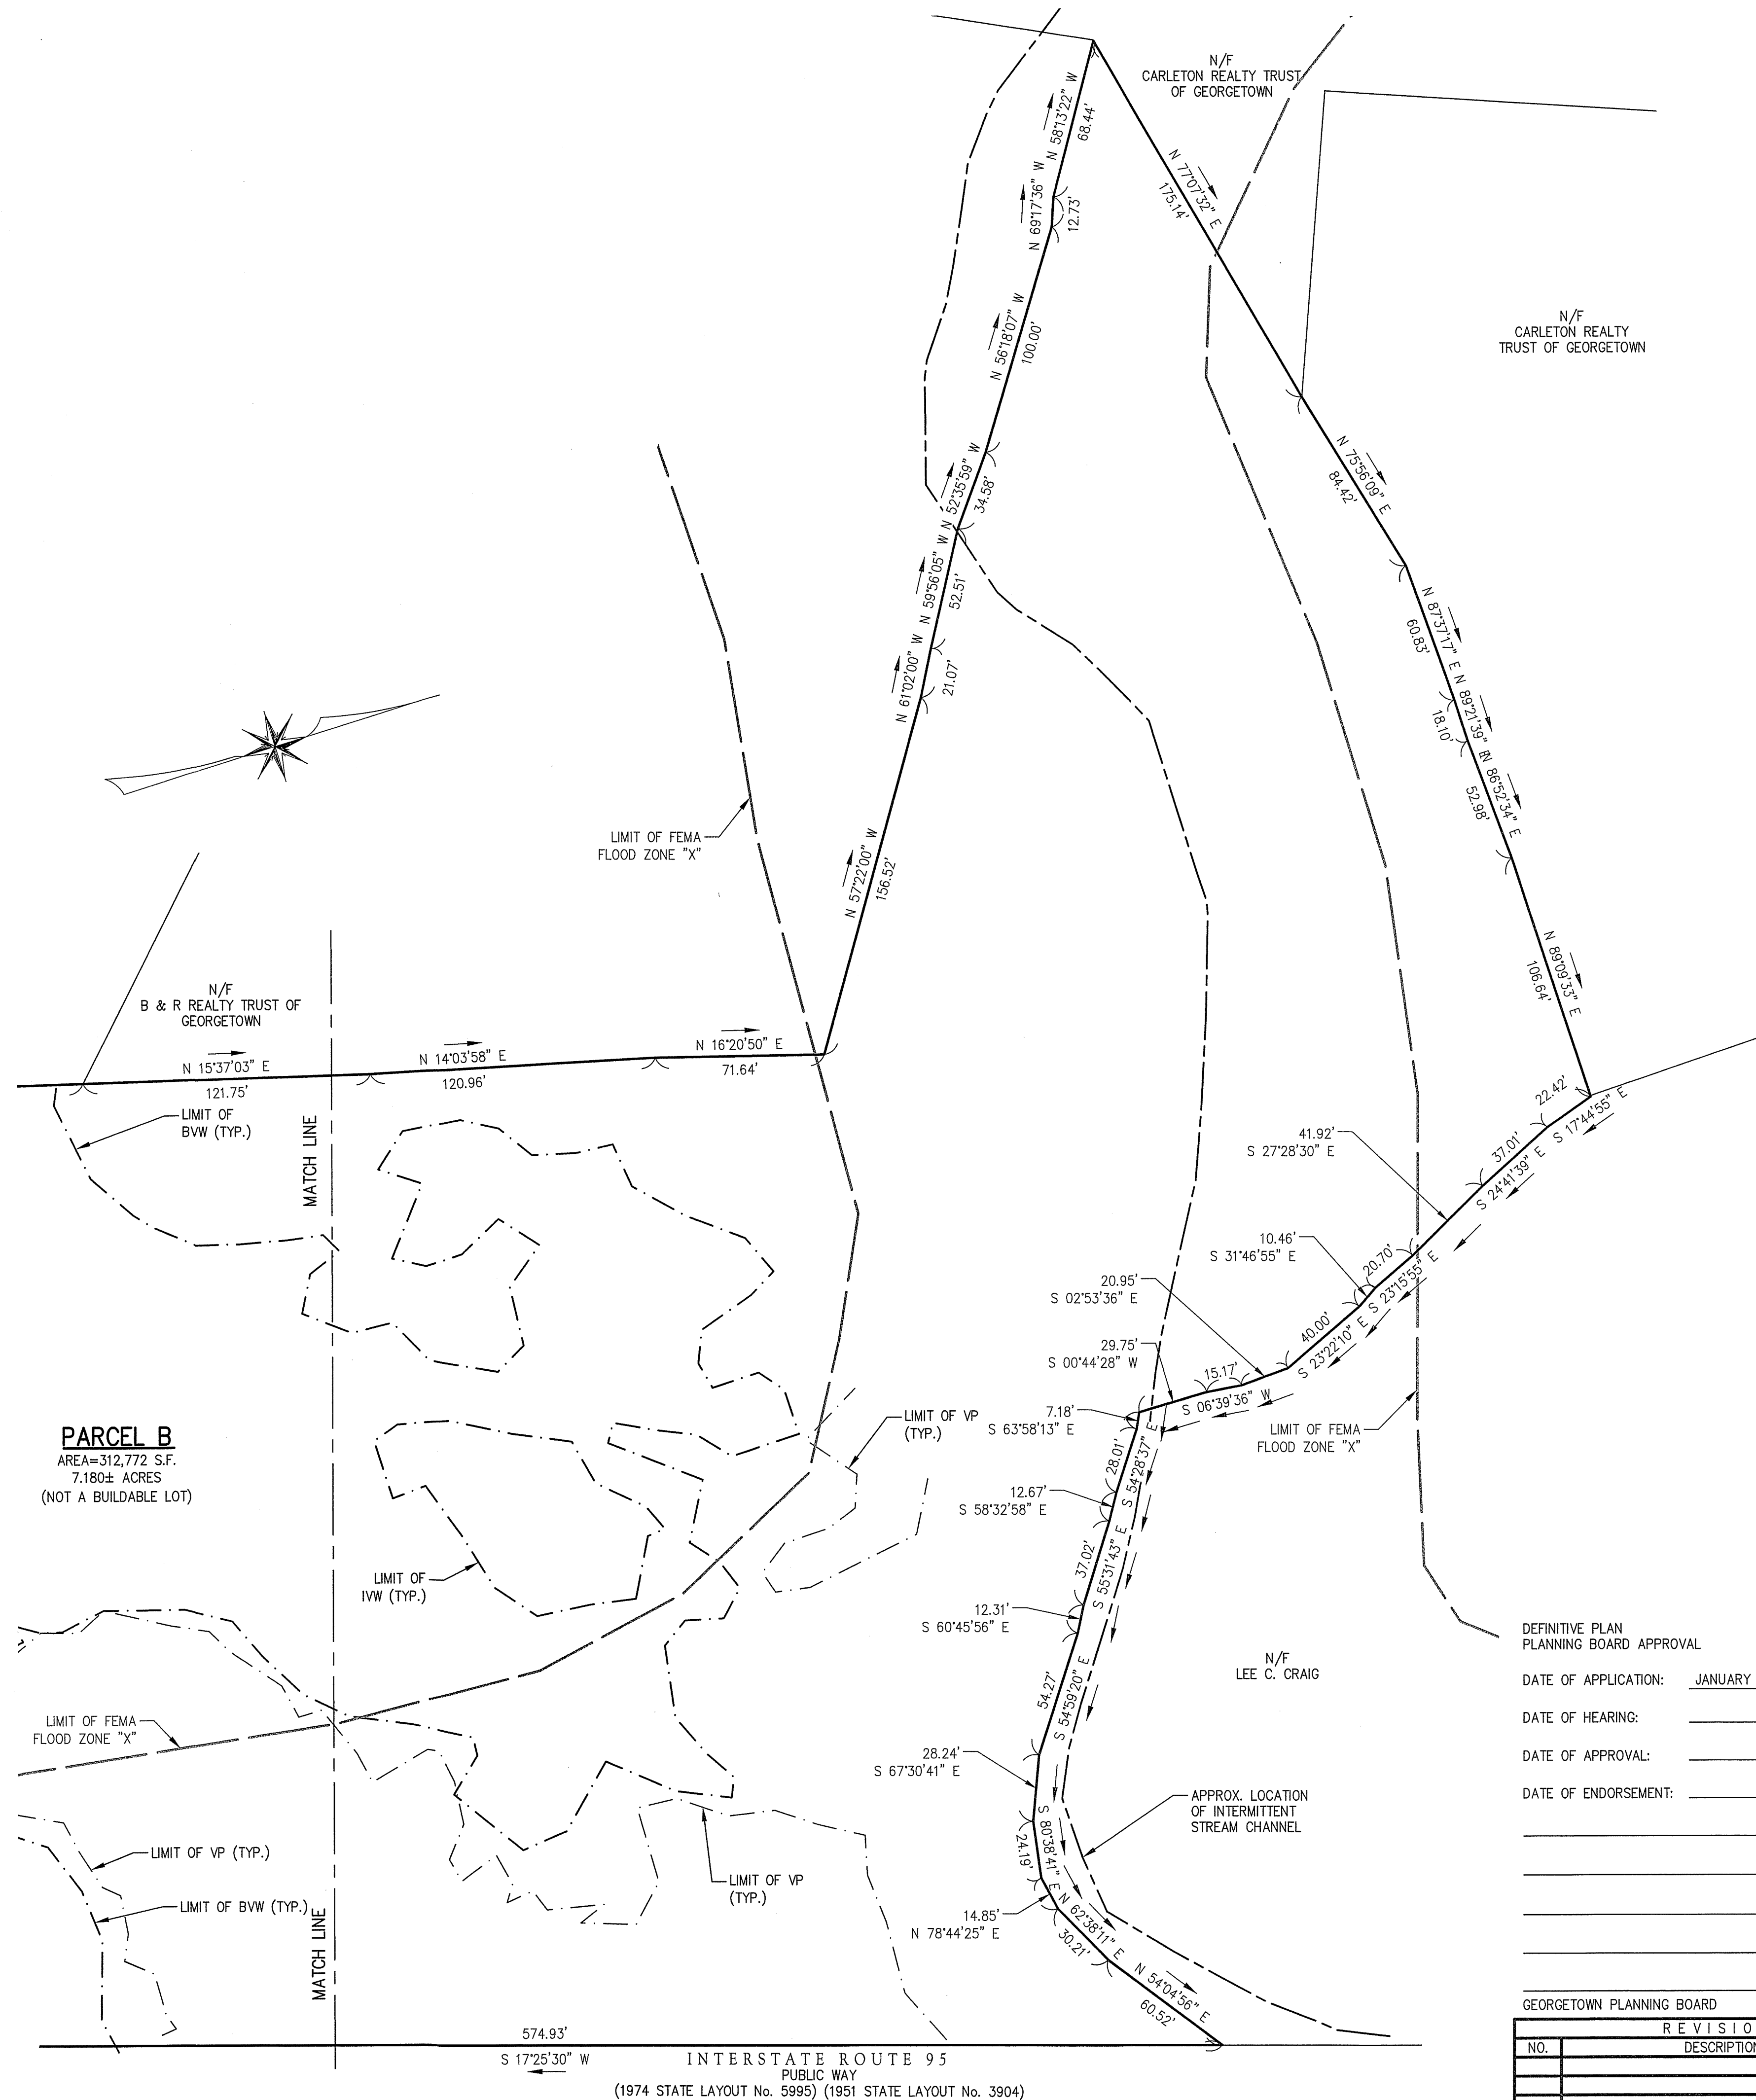 N/F
CARLETON REALTY TRUST
OF GEORGETOWN
N 58°13'22" W
68.44'
N 69°17'36" W
12.73'
N 77°07'32" E
175.14'
N 56°18'07" W
100.00'
N/F
CARLETON REALTY
TRUST OF GEORGETOWN
N 52°35'59" W
34.58'
N 75°56'09" E
84.42'
N 59°56'05" W
52.51'
N 61°02'00" W
21.07'
N 87°37'17" E
60.83'
N 89°21'39" E
18.10'
N 86°52'34" E
52.98'
LIMIT OF FEMA
FLOOD ZONE "X"
N 57°22'00" W
156.52'
N 89°09'33" E
106.64'
N/F
B & R REALTY TRUST OF
GEORGETOWN
N 15°37'03" E
121.75'
N 14°03'58" E
120.96'
N 16°20'50" E
71.64'
LIMIT OF
BVW (TYP.)
MATCH LINE
22.42'
S 17°44'55" E
37.01'
S 24°41'39" E
41.92'
S 27°28'30" E
20.70'
S 23°15'55" E
10.46'
S 31°46'55" E
40.00'
S 23°22'10" E
20.95'
S 02°53'36" E
15.17'
S 06°39'36" W
29.75'
S 00°44'28" W
7.18'
S 63°58'13" E
LIMIT OF VP
(TYP.)
LIMIT OF FEMA
FLOOD ZONE "X"
PARCEL B
AREA=312,772 S.F.
7.180± ACRES
(NOT A BUILDABLE LOT)
28.01'
S 54°28'37" E
12.67'
S 58°32'58" E
37.02'
S 55°31'43" E
LIMIT OF
IVW (TYP.)
12.31'
S 60°45'56" E
54.27'
S 54°59'20" E
N/F
LEE C. CRAIG
LIMIT OF FEMA
FLOOD ZONE "X"
28.24'
S 67°30'41" E
APPROX. LOCATION
OF INTERMITTENT
STREAM CHANNEL
24.19'
S 80°38'41" E
LIMIT OF VP (TYP.)
LIMIT OF VP
(TYP.)
LIMIT OF BVW (TYP.)
MATCH LINE
14.85'
N 78°44'25" E
30.21'
N 62°38'11" E
60.52'
N 54°04'56" E
574.93'
S 17°25'30" W
INTERSTATE ROUTE 95
PUBLIC WAY
(1974 STATE LAYOUT No. 5995) (1951 STATE LAYOUT No. 3904)
DEFINITIVE PLAN
PLANNING BOARD APPROVAL
DATE OF APPLICATION: JANUARY
DATE OF HEARING:
DATE OF APPROVAL:
DATE OF ENDORSEMENT:
GEORGETOWN PLANNING BOARD
REVISIO
NO. DESCRIPTION